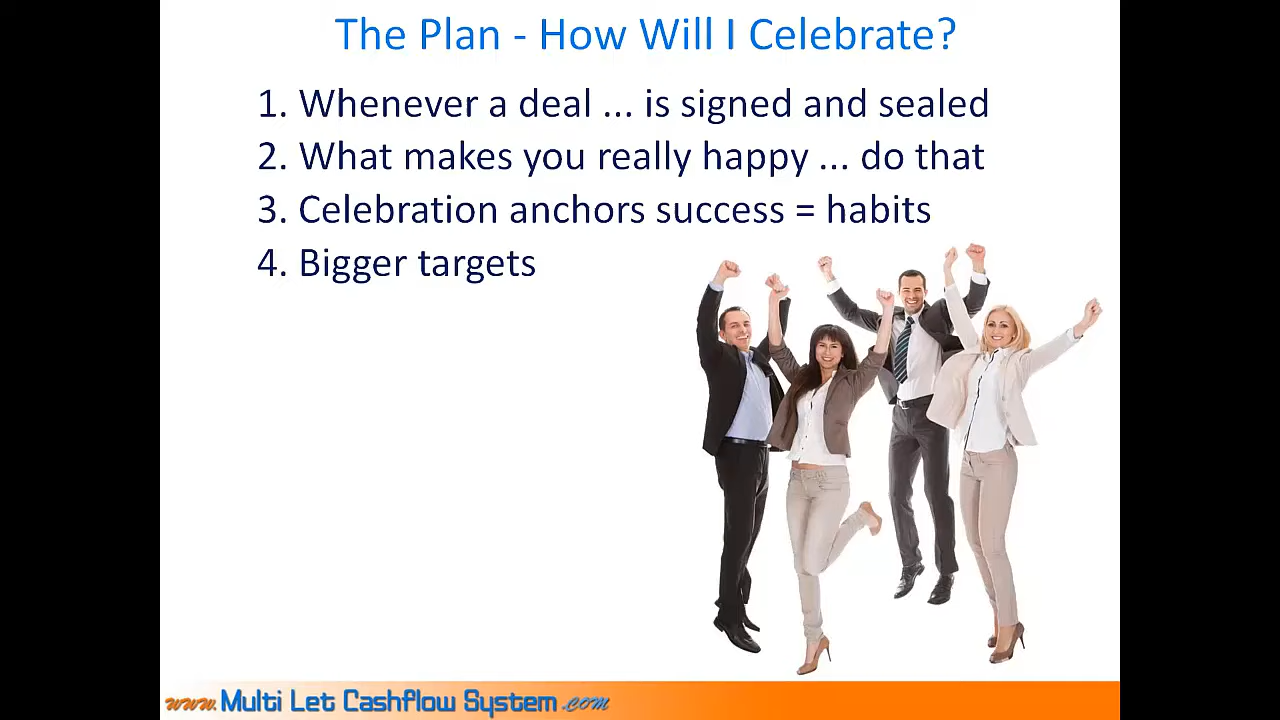 The Plan - How Will I Celebrate?
1. Whenever a deal ... is signed and sealed
2. What makes you really happy ... do that
3. Celebration anchors success = habits
4. Bigger targets
www.Multi Let Cashflow System.com